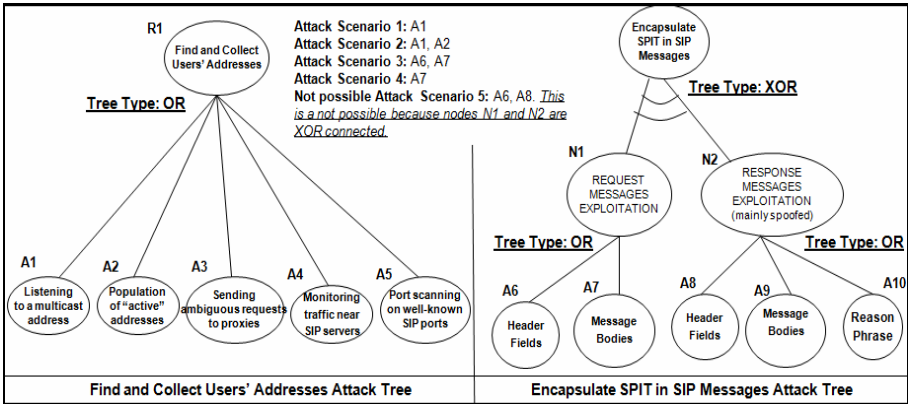 R1
Find and Collect
Users' Addresses
Tree Type: OR
Attack Scenario 1: A1
Attack Scenario 2: A1, A2
Attack Scenario 3: A6, A7
Attack Scenario 4: A7
Not possible Attack Scenario 5: A6, A8. This
is a not possible because nodes N1 and N2 are
XOR connected.
A1
Listening
to a multicast
address
A2
Population
of "active"
addresses
A3
Sending
ambiguous requests
to proxies
A4
Monitoring
traffic near
SIP servers
A5
Port scanning
on well-known
SIP ports
Find and Collect Users' Addresses Attack Tree
Encapsulate
SPIT in SIP
Messages
Tree Type: XOR
N1
REQUEST
MESSAGES
EXPLOITATION
N2
RESPONSE
MESSAGES
EXPLOITATION
(mainly spoofed)
Tree Type: OR
Tree Type: OR
A6
Header
Fields
A7
Message
Bodies
A8
Header
Fields
A9
Message
Bodies
A10
Reason
Phrase
Encapsulate SPIT in SIP Messages Attack Tree